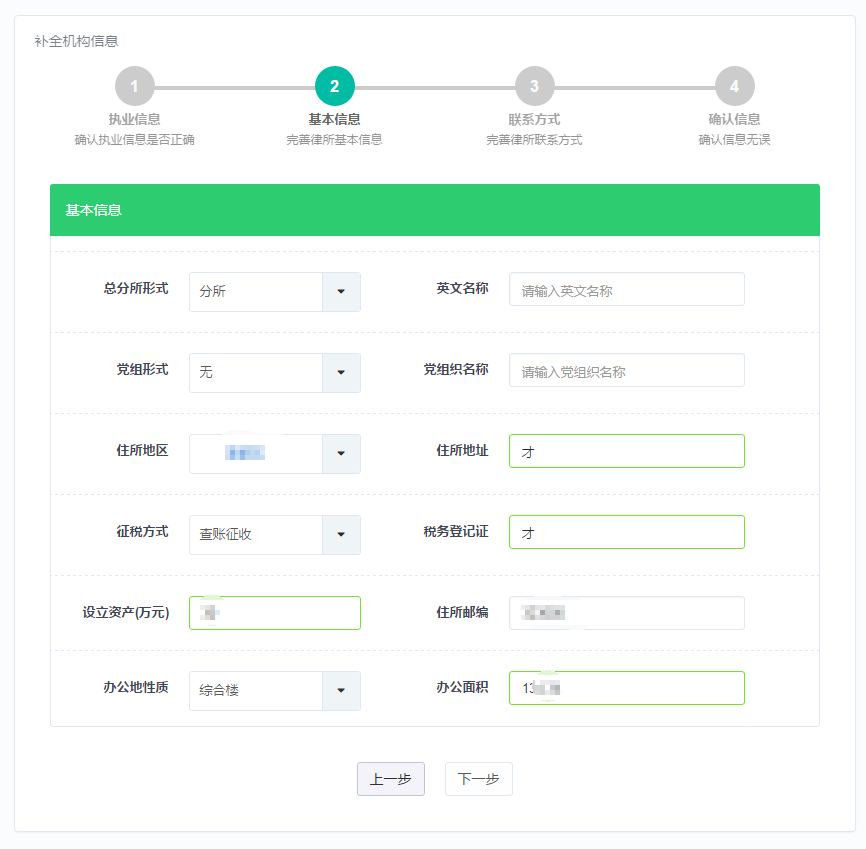 补全机构信息
1 2 3 4
执业信息 基本信息 联系方式 确认信息
确认执业信息是否正确 完善律所基本信息 完善律所联系方式 确认信息无误
基本信息
总分所形式 分所 英文名称 请输入英文名称
党组形式 无 党组织名称 请输入党组织名称
住所地区 住所地址 才
征税方式 查账征收 税务登记证 才
设立资产(万元) 住所邮编
办公地性质 综合楼 办公面积
上一步 下一步